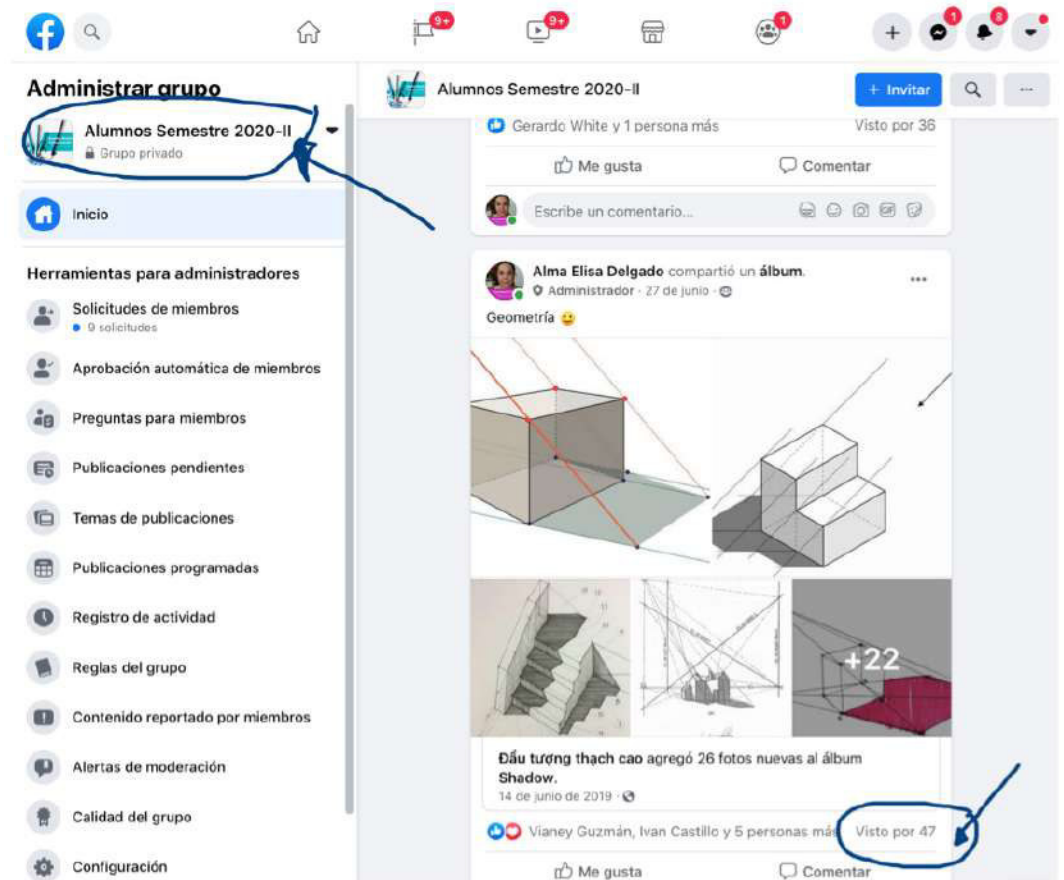 9+
9+
1
1
8
Administrar grupo
Alumnos Semestre 2020-II
Grupo privado
Inicio
Herramientas para administradores
Solicitudes de miembros
9 solicitudes
Aprobación automática de miembros
Preguntas para miembros
Publicaciones pendientes
Temas de publicaciones
Publicaciones programadas
Registro de actividad
Reglas del grupo
Contenido reportado por miembros
Alertas de moderación
Calidad del grupo
Configuración
Alumnos Semestre 2020-II
+ Invitar
Gerardo White y 1 persona más Visto por 36
Me gusta Comentar
Escribe un comentario... GIF
Alma Elisa Delgado compartió un álbum.
Administrador · 27 de junio ·
Geometría
+22
Đầu tượng thạch cao agregó 26 fotos nuevas al álbum
Shadow.
14 de junio de 2019 ·
Vianey Guzmán, Ivan Castillo y 5 personas más Visto por 47
Me gusta Comentar